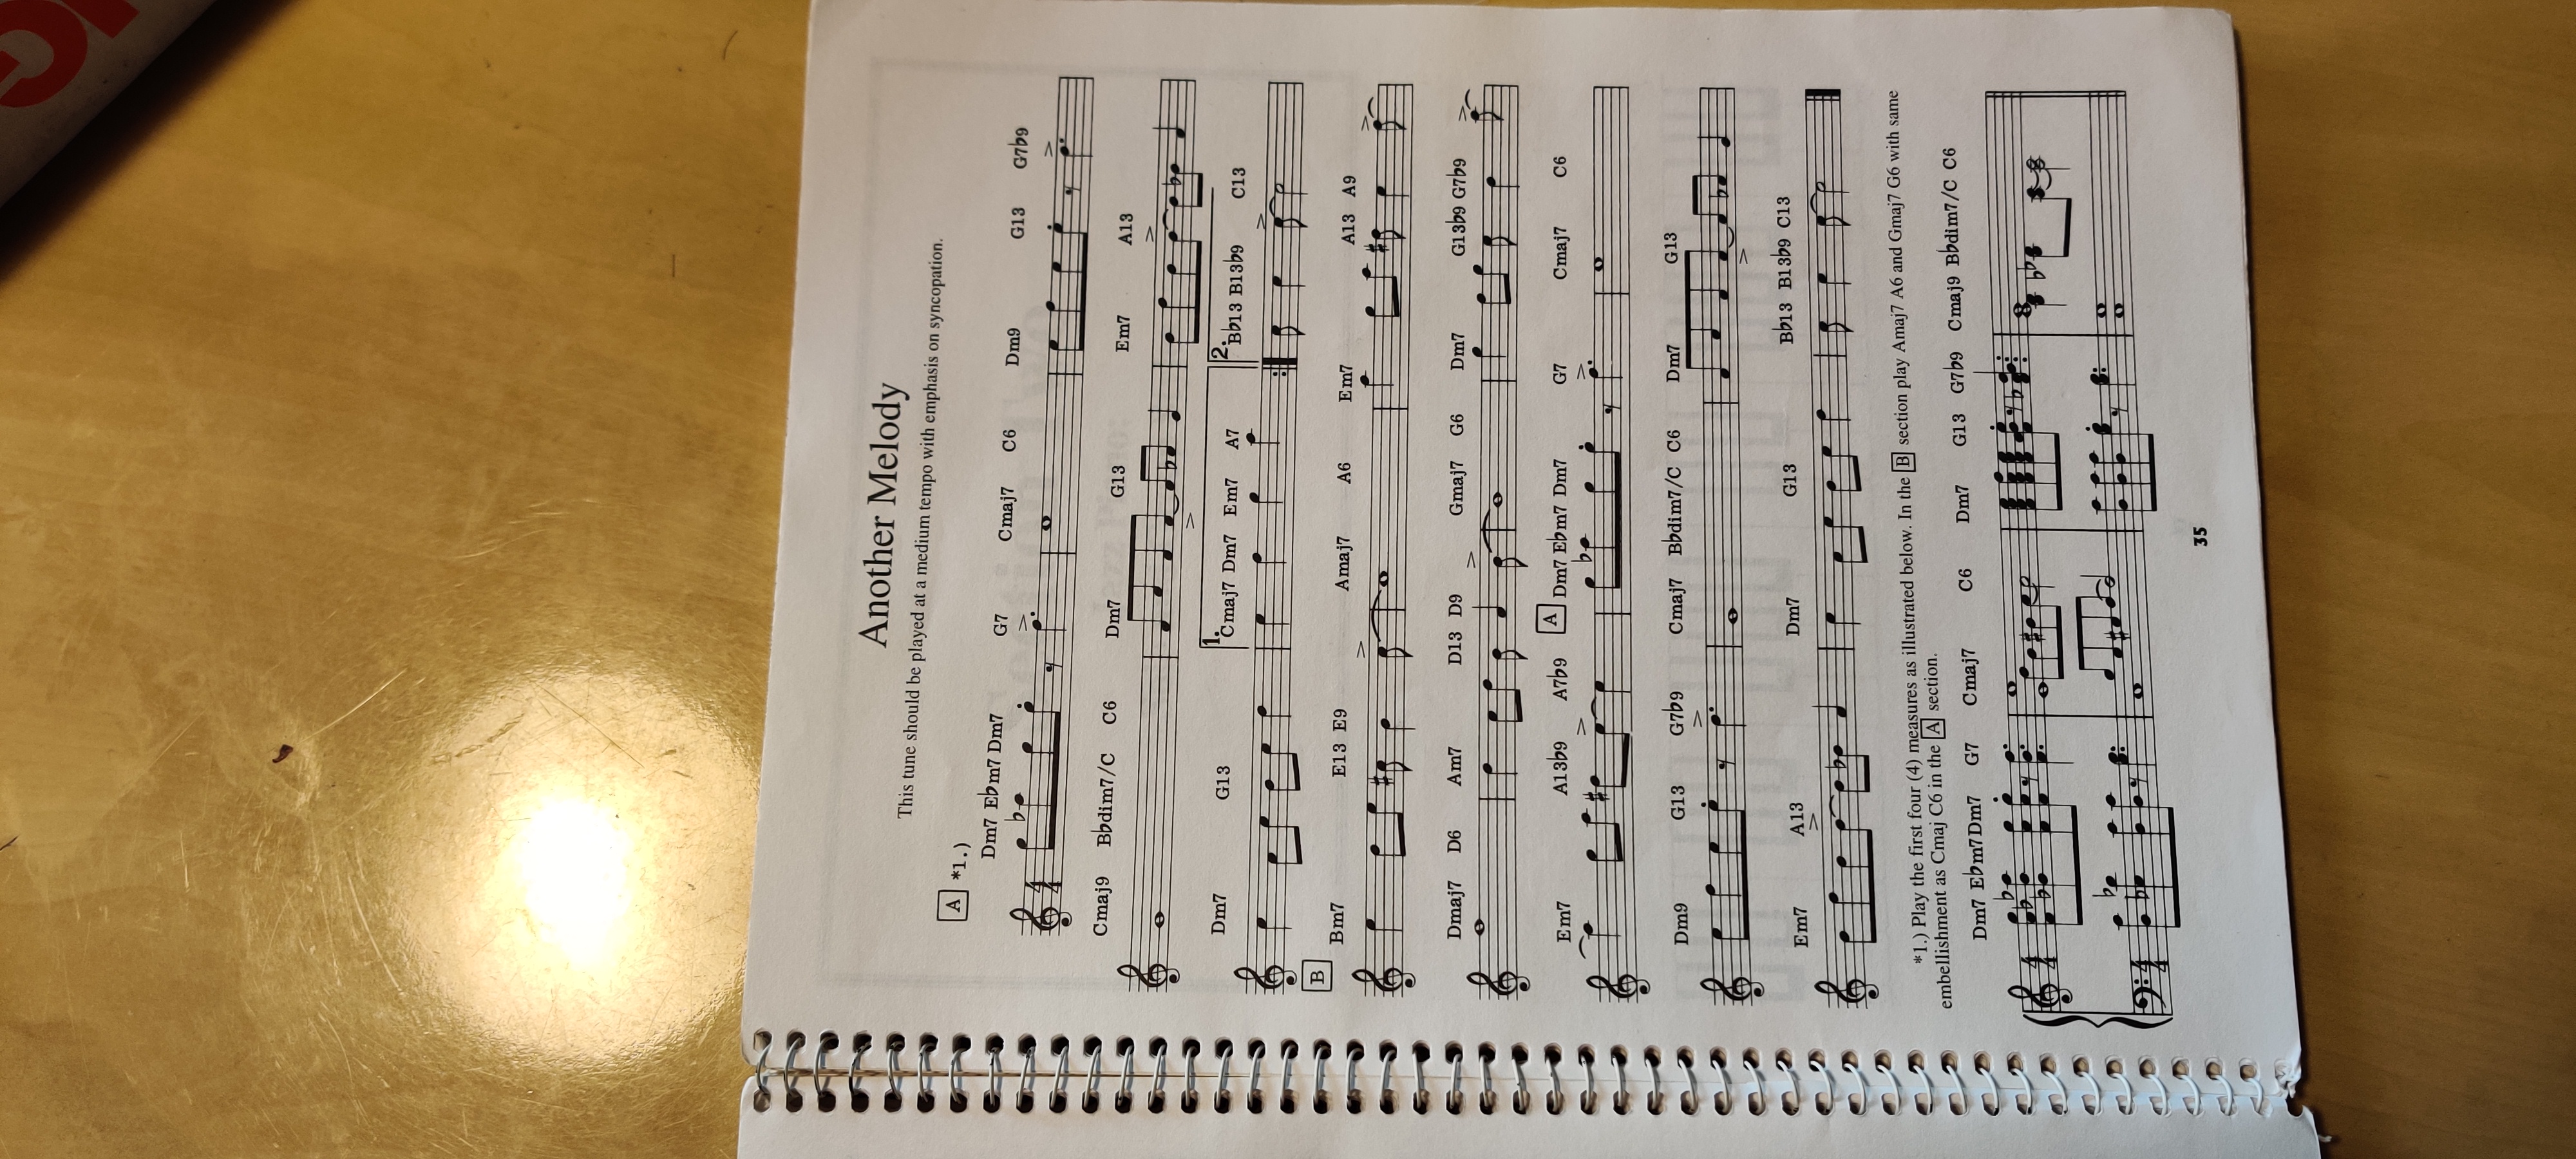 Another Melody
This tune should be played at a medium tempo with emphasis on syncopation.
A *1.)
Dm7 E♭m7 Dm7 G7 Cmaj7 C6 Dm9 G13 G7♭9
4
4
Cmaj9 B♭dim7/C C6 Dm7 G13 Em7 A13
1. 2.
Dm7 G13 Cmaj7 Dm7 Em7 A7 B♭13 B13♭9 C13
B
Bm7 E13 E9 Amaj7 A6 Em7 A13 A9
Dmaj7 D6 Am7 D13 D9 Gmaj7 G6 Dm7 G13♭9 G7♭9
A
Em7 A13♭9 A7♭9 Dm7 E♭m7 Dm7 G7 Cmaj7 C6
Dm9 G13 G7♭9 Cmaj7 B♭dim7/C C6 Dm7 G13
Em7 A13 Dm7 G13 B♭13 B13♭9 C13
*1.) Play the first four (4) measures as illustrated below. In the B section play Amaj7 A6 and Gmaj7 G6 with same
embellishment as Cmaj C6 in the A section.
Dm7 E♭m7 Dm7 G7 Cmaj7 C6 Dm7 G13 G7♭9 Cmaj9 B♭dim7/C C6
4
4
4
4
35